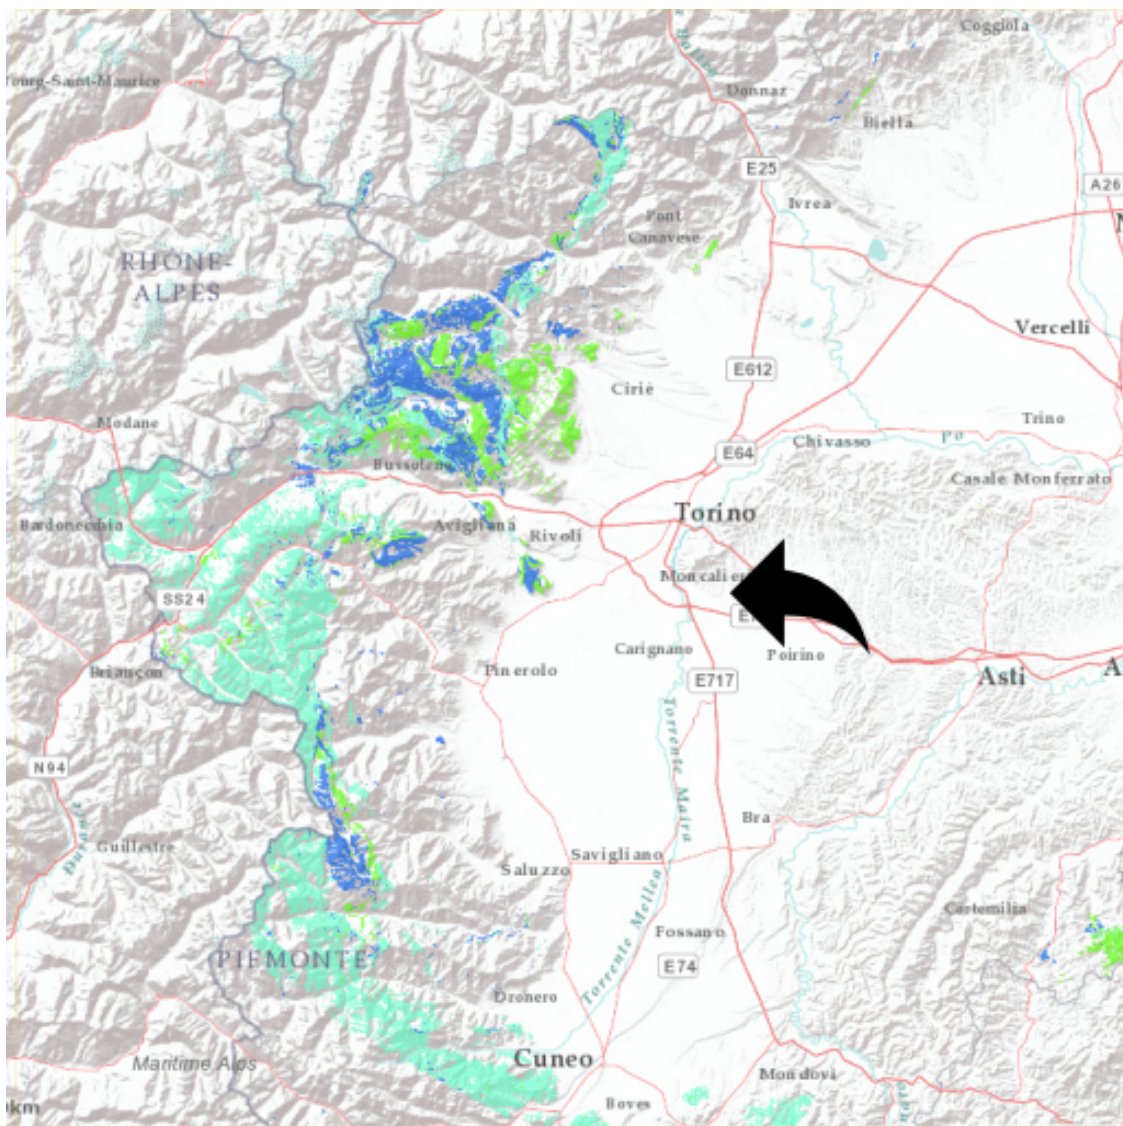 Coggiola
Bourg-Saint-Maurice
Donnaz
Biella
E25
A26
Ivrea
Pont
Canavese
RHÔNE-
ALPES
Vercelli
E612
Ciriè
Modane
Trino
Chivasso
Po
E64
Bussoleno
Casale Monferrato
Torino
Bardonecchia
Avigliana
Rivoli
SS24
Carignano
Poirino
Briançon
Pinerolo
E717
Asti
Torrente Maira
N94
Guillestre
Bra
Savigliano
Saluzzo
Torrente Mellea
Cortemilia
Fossano
PIEMONTE
E74
Dronero
Maritime Alps
Cuneo
Mondovi
Boves
km